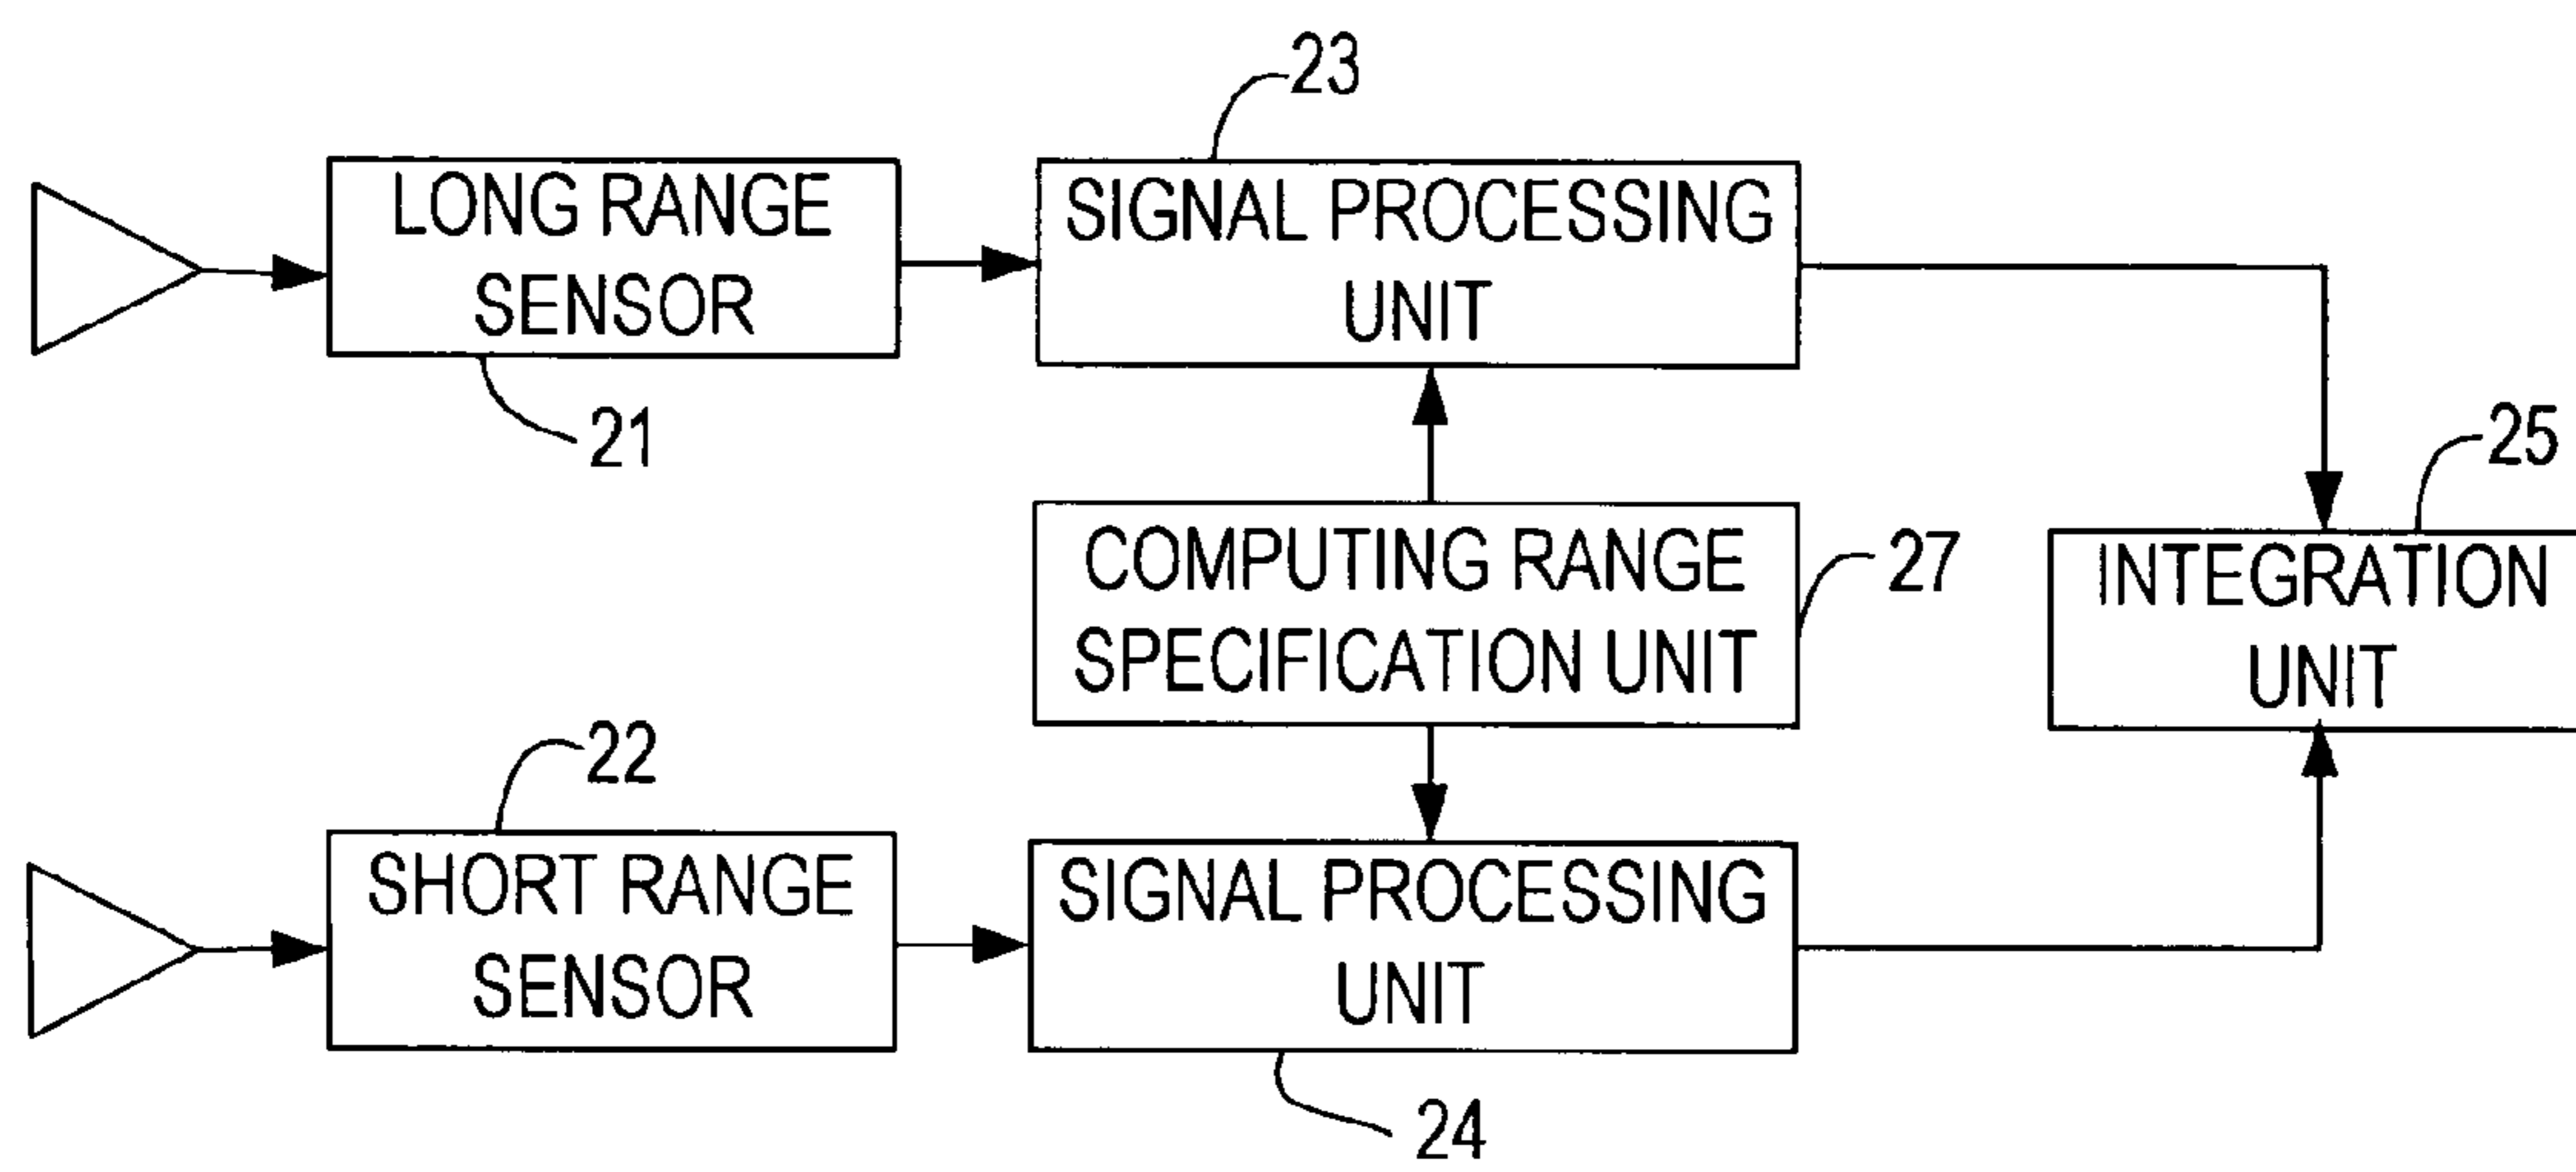 23
LONG RANGE
SENSOR
SIGNAL PROCESSING
UNIT
21
25
COMPUTING RANGE
SPECIFICATION UNIT
27
INTEGRATION
UNIT
22
SHORT RANGE
SENSOR
SIGNAL PROCESSING
UNIT
24